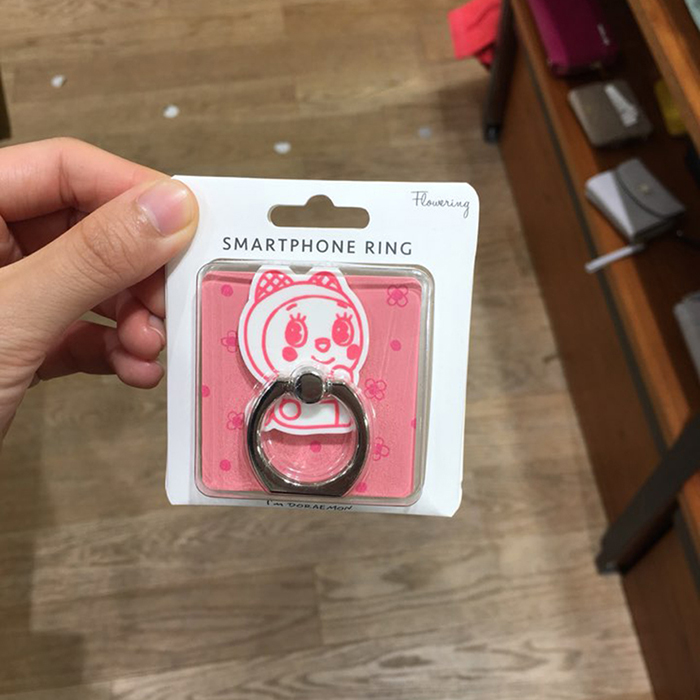 Flowering
SMARTPHONE RING
I'm DORAEMON